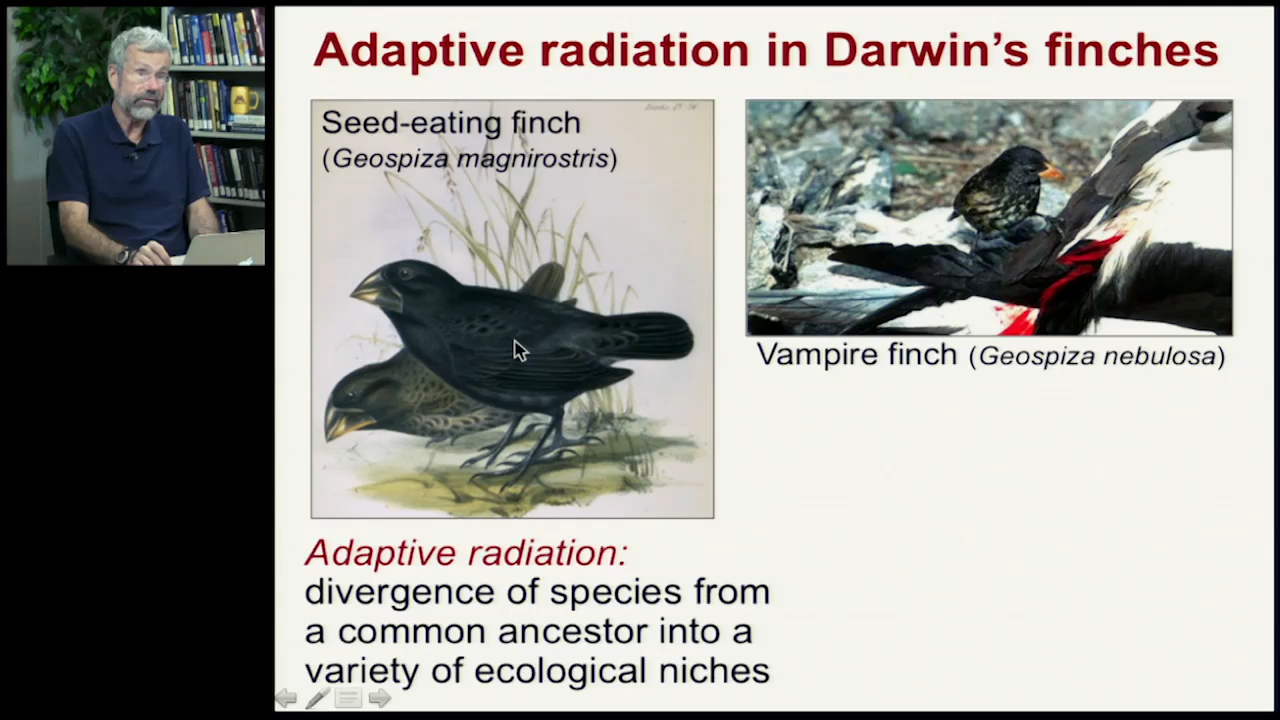 Adaptive radiation in Darwin's finches
Seed-eating finch
(Geospiza magnirostris)
Vampire finch (Geospiza nebulosa)
Adaptive radiation:
divergence of species from
a common ancestor into a
variety of ecological niches